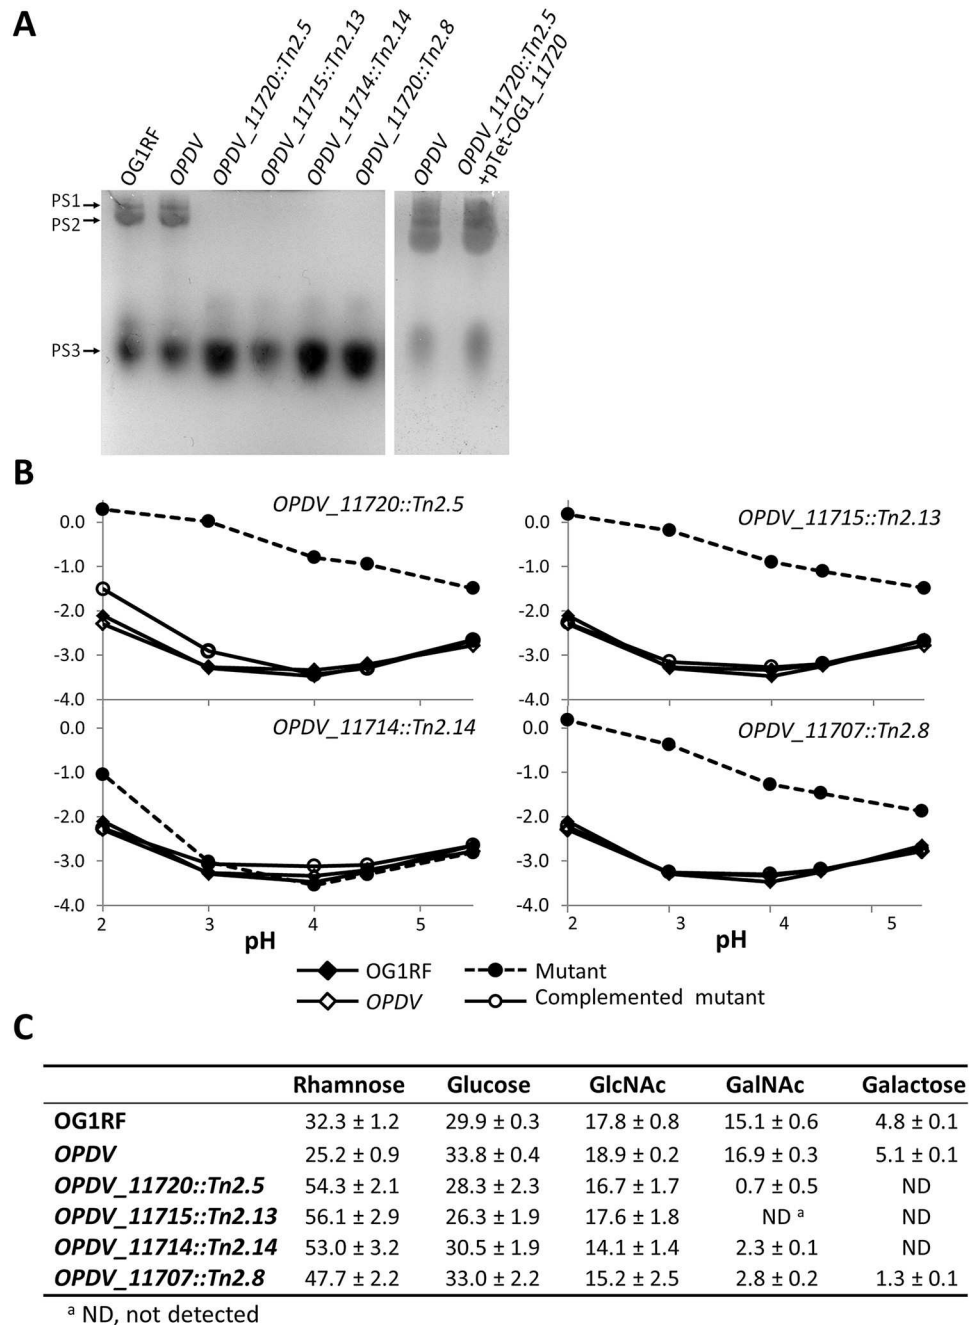 A
OG1RF
OPDV
OPDV_11720::Tn2.5
OPDV_11715::Tn2.13
OPDV_11714::Tn2.14
OPDV_11720::Tn2.8
OPDV
OPDV_11720::Tn2.5
+pTet-OG1_11720
PS1
PS2
PS3
B
OPDV_11720::Tn2.5
0.0
-1.0
-2.0
-3.0
-4.0
OPDV_11715::Tn2.13
0.0
-1.0
-2.0
-3.0
-4.0
OPDV_11714::Tn2.14
0.0
-1.0
-2.0
-3.0
-4.0
2 3 4 5
pH
OPDV_11707::Tn2.8
0.0
-1.0
-2.0
-3.0
-4.0
2 3 4 5
pH
OG1RF
Mutant
OPDV
Complemented mutant
C
Rhamnose Glucose GlcNAc GalNAc Galactose
OG1RF 32.3 ± 1.2 29.9 ± 0.3 17.8 ± 0.8 15.1 ± 0.6 4.8 ± 0.1
OPDV 25.2 ± 0.9 33.8 ± 0.4 18.9 ± 0.2 16.9 ± 0.3 5.1 ± 0.1
OPDV_11720::Tn2.5 54.3 ± 2.1 28.3 ± 2.3 16.7 ± 1.7 0.7 ± 0.5 ND
OPDV_11715::Tn2.13 56.1 ± 2.9 26.3 ± 1.9 17.6 ± 1.8 ND a ND
OPDV_11714::Tn2.14 53.0 ± 3.2 30.5 ± 1.9 14.1 ± 1.4 2.3 ± 0.1 ND
OPDV_11707::Tn2.8 47.7 ± 2.2 33.0 ± 2.2 15.2 ± 2.5 2.8 ± 0.2 1.3 ± 0.1
a ND, not detected